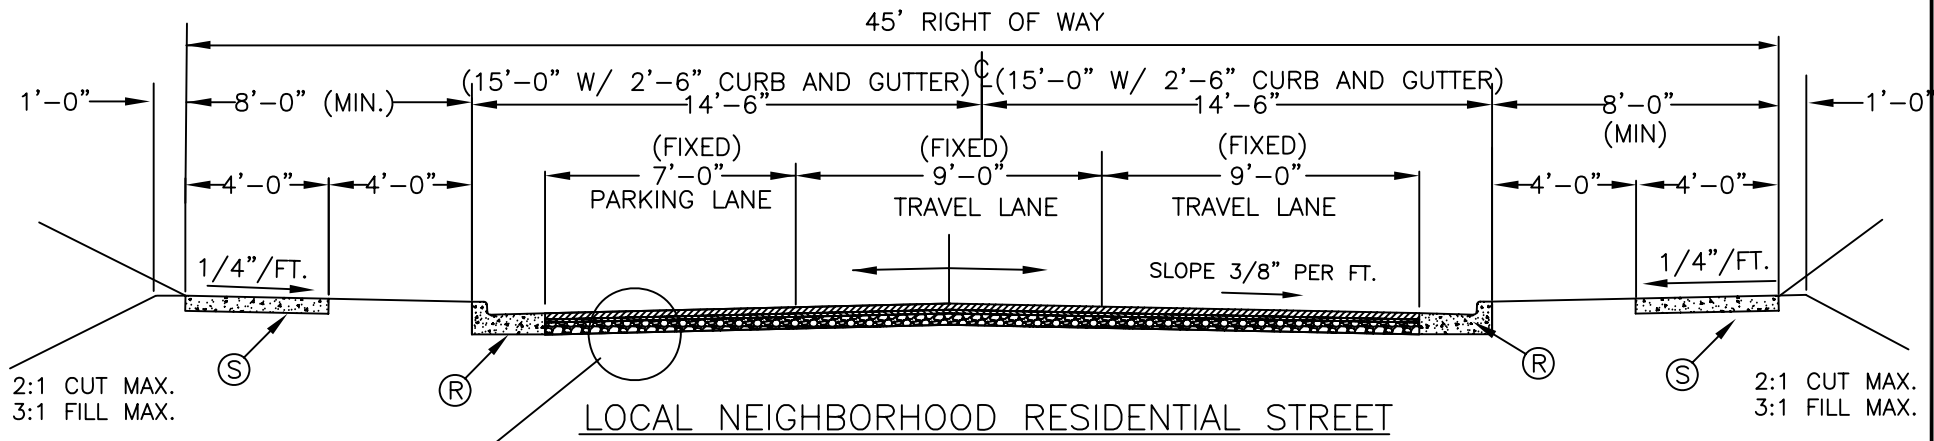 45' RIGHT OF WAY
(15'-0" W/ 2'-6" CURB AND GUTTER) ℄ (15'-0" W/ 2'-6" CURB AND GUTTER)
1'-0" 8'-0" (MIN.) 14'-6" 14'-6" 8'-0" 1'-0"
(MIN)
(FIXED) (FIXED) (FIXED)
7'-0" 9'-0" 9'-0"
4'-0" 4'-0" 4'-0" 4'-0"
PARKING LANE TRAVEL LANE TRAVEL LANE
1/4"/FT. SLOPE 3/8" PER FT. 1/4"/FT.
S R R S
2:1 CUT MAX. 2:1 CUT MAX.
3:1 FILL MAX. 3:1 FILL MAX.
LOCAL NEIGHBORHOOD RESIDENTIAL STREET